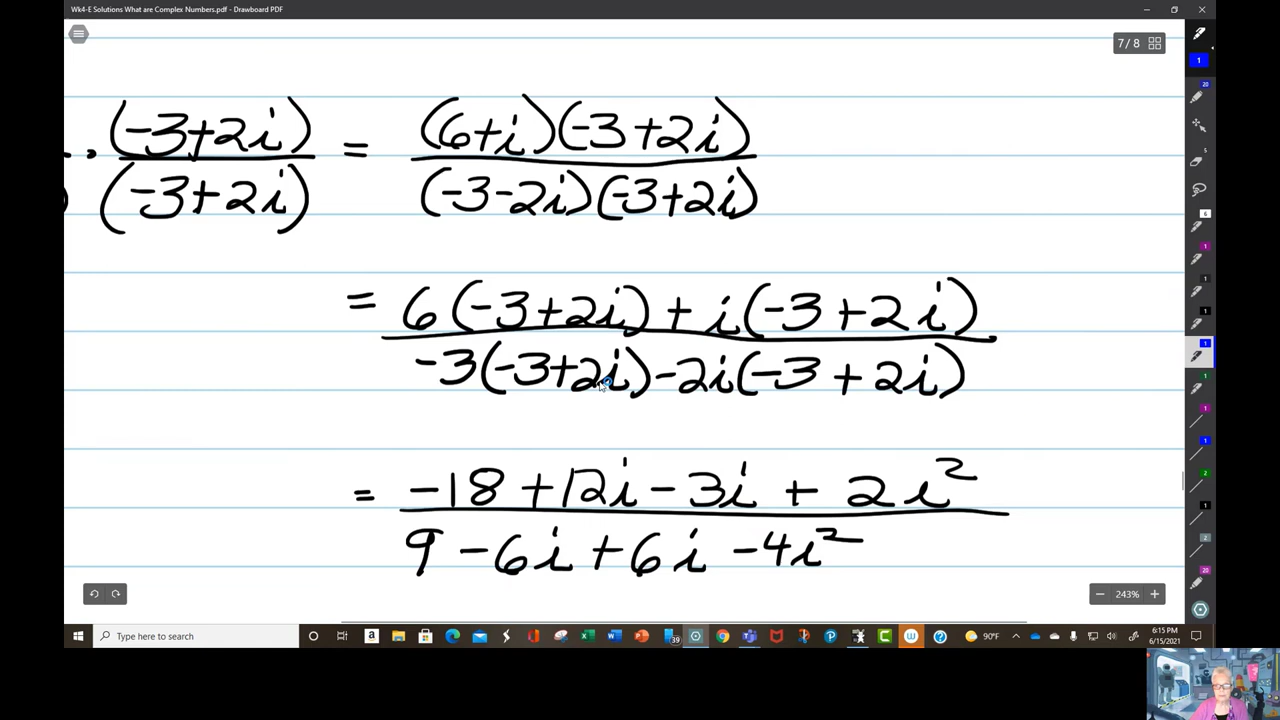 Wk4-E Solutions What are Complex Numbers.pdf - Drawboard PDF
7 / 8
· (-3+2i)/(-3+2i) = (6+i)(-3+2i)/(-3-2i)(-3+2i)
= 6(-3+2i) + i(-3+2i)/-3(-3+2i)-2i(-3+2i)
= -18+12i-3i+2i²/9-6i+6i-4i²
243%
Type here to search
39
90°F
6:15 PM
6/15/2021